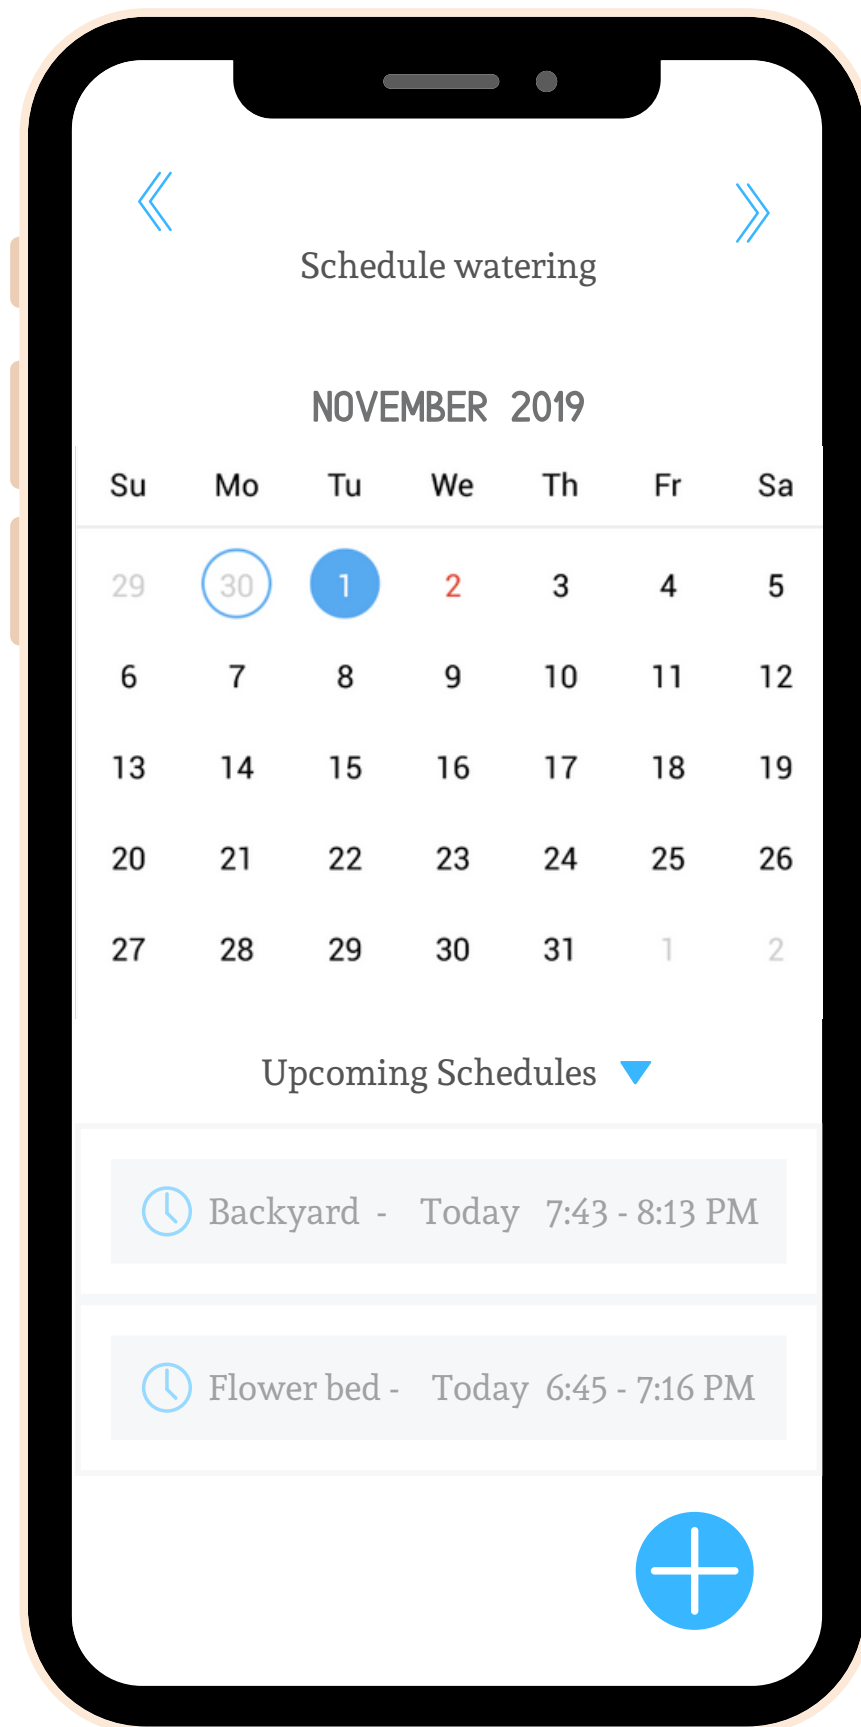 Schedule watering
NOVEMBER 2019
Su Mo Tu We Th Fr Sa
29 30 1 2 3 4 5
6 7 8 9 10 11 12
13 14 15 16 17 18 19
20 21 22 23 24 25 26
27 28 29 30 31 1 2
Upcoming Schedules
Backyard - Today 7:43 - 8:13 PM
Flower bed - Today 6:45 - 7:16 PM